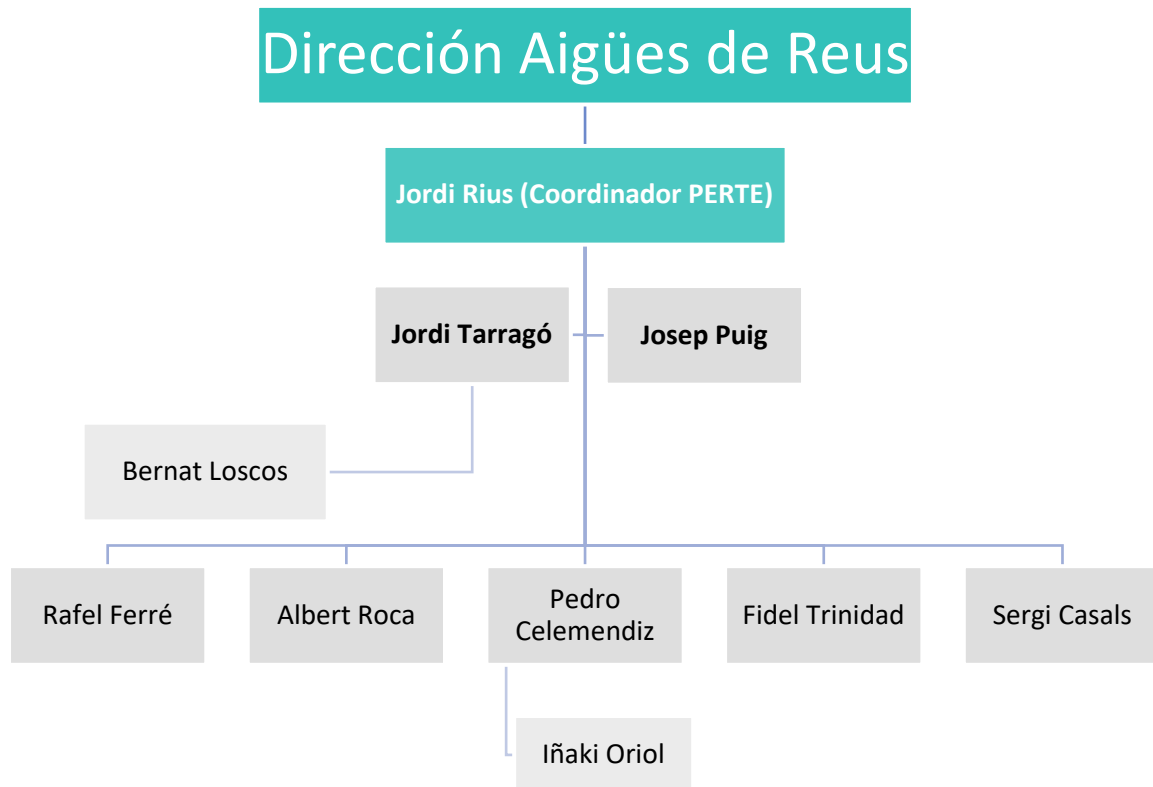 Dirección Aigües de Reus
Jordi Rius (Coordinador PERTE)
Jordi Tarragó
Josep Puig
Bernat Loscos
Rafel Ferré
Albert Roca
Pedro
Celemendiz
Fidel Trinidad
Sergi Casals
Iñaki Oriol